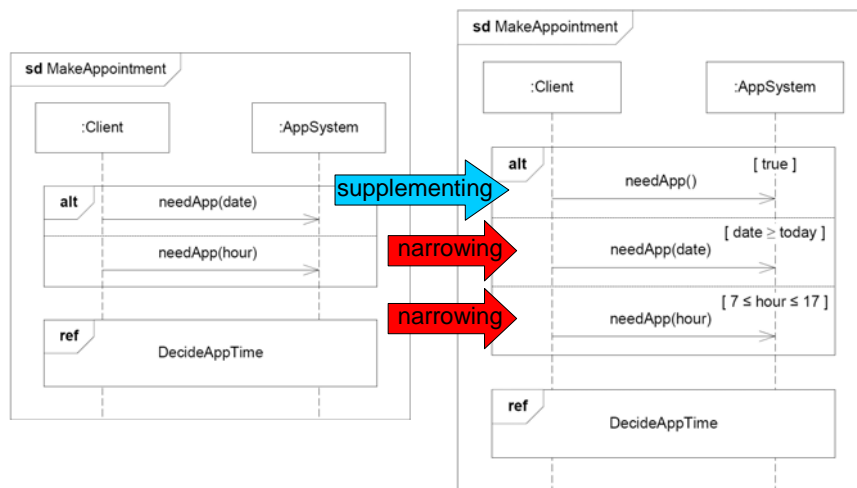 sd MakeAppointment
:Client
:AppSystem
alt
needApp(date)
needApp(hour)
ref
DecideAppTime
supplementing
narrowing
narrowing
sd MakeAppointment
:Client
:AppSystem
alt
[ true ]
needApp()
[ date ≥ today ]
needApp(date)
[ 7 ≤ hour ≤ 17 ]
needApp(hour)
ref
DecideAppTime